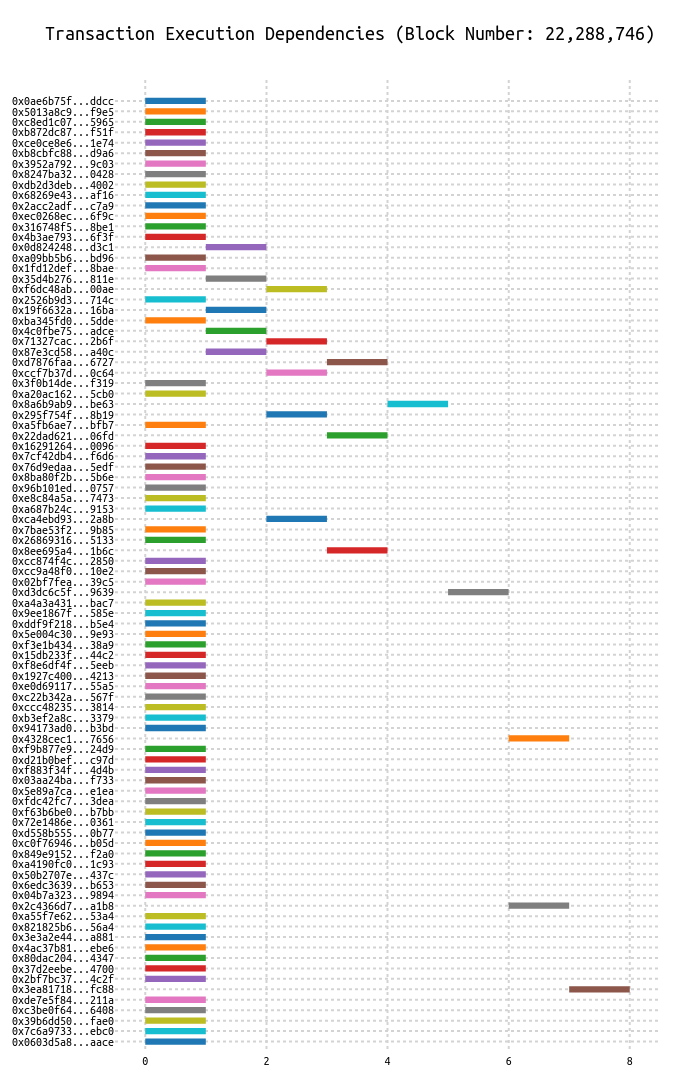 Transaction Execution Dependencies (Block Number: 22,288,746)
0x0ae6b75f...ddcc
0x5013a8c9...f9e5
0xc8ed1c07...5965
0xb872dc87...f51f
0xce0ce8e6...1e74
0xb8cbfc88...d9a6
0x3952a792...9c03
0x8247ba32...0428
0xdb2d3deb...4002
0x68269e43...af16
0x2acc2adf...c7a9
0xec0268ec...6f9c
0x316748f5...8be1
0x4b3ae793...6f3f
0x0d824248...d3c1
0xa09bb5b6...bd96
0x1fd12def...8bae
0x35d4b276...811e
0xf6dc48ab...00ae
0x2526b9d3...714c
0x19f6632a...16ba
0xba345fd0...5dde
0x4c0fbe75...adce
0x71327cac...2b6f
0x87e3cd58...a40c
0xd7876faa...6727
0xccf7b37d...0c64
0x3f0b14de...f319
0xa20ac162...5cb0
0x8a6b9ab9...be63
0x295f754f...8b19
0xa5fb6ae7...bfb7
0x22dad621...06fd
0x16291264...0096
0x7cf42db4...f6d6
0x76d9edaa...5edf
0x8ba80f2b...5b6e
0x96b101ed...0757
0xe8c84a5a...7473
0xa687b24c...9153
0xca4ebd93...2a8b
0x7bae53f2...9b85
0x26869316...5133
0x8ee695a4...1b6c
0xcc874f4c...2850
0xcc9a48f0...10e2
0x02bf7fea...39c5
0xd3dc6c5f...9639
0xa4a3a431...bac7
0x9ee1867f...585e
0xddf9f218...b5e4
0x5e004c30...9e93
0xf3e1b434...38a9
0x15db233f...44c2
0xf8e6df4f...5eeb
0x1927c400...4213
0xe0d69117...55a5
0xc22b342a...567f
0xccc48235...3814
0xb3ef2a8c...3379
0x94173ad0...b3bd
0x4328cec1...7656
0xf9b877e9...24d9
0xd21b0bef...c97d
0xf883f34f...4d4b
0x03aa24ba...f733
0x5e89a7ca...e1ea
0xfdc42fc7...3dea
0xf63b6be0...b7bb
0x72e1486e...0361
0xd558b555...0b77
0xc0f76946...b05d
0x849e9152...f2a0
0xa4190fc0...1c93
0x50b2707e...437c
0x6edc3639...b653
0x04b7a323...9894
0x2c4366d7...a1b8
0xa55f7e62...53a4
0x821825b6...56a4
0x3e3a2e44...a881
0x4ac37b81...ebe6
0x80dac204...4347
0x37d2eebe...4700
0x2bf7bc37...4c2f
0x3ea81718...fc88
0xde7e5f84...211a
0xc3be0f64...6408
0x39b6dd50...fae0
0x7c6a9733...ebc0
0x0603d5a8...aace
0 2 4 6 8